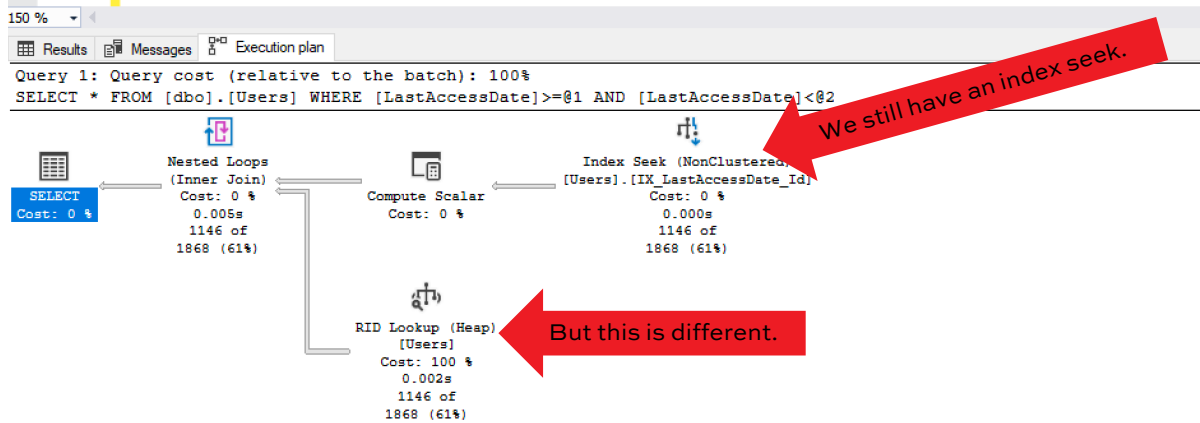 150 %
Results Messages Execution plan
Query 1: Query cost (relative to the batch): 100%
SELECT * FROM [dbo].[Users] WHERE [LastAccessDate]>=@1 AND [LastAccessDate]<@2
We still have an index seek.
SELECT
Cost: 0 %
Nested Loops
(Inner Join)
Cost: 0 %
0.005s
1146 of
1868 (61%)
Compute Scalar
Cost: 0 %
Index Seek (NonClustered)
[Users].[IX_LastAccessDate_Id]
Cost: 0 %
0.000s
1146 of
1868 (61%)
RID Lookup (Heap)
[Users]
Cost: 100 %
0.002s
1146 of
1868 (61%)
But this is different.